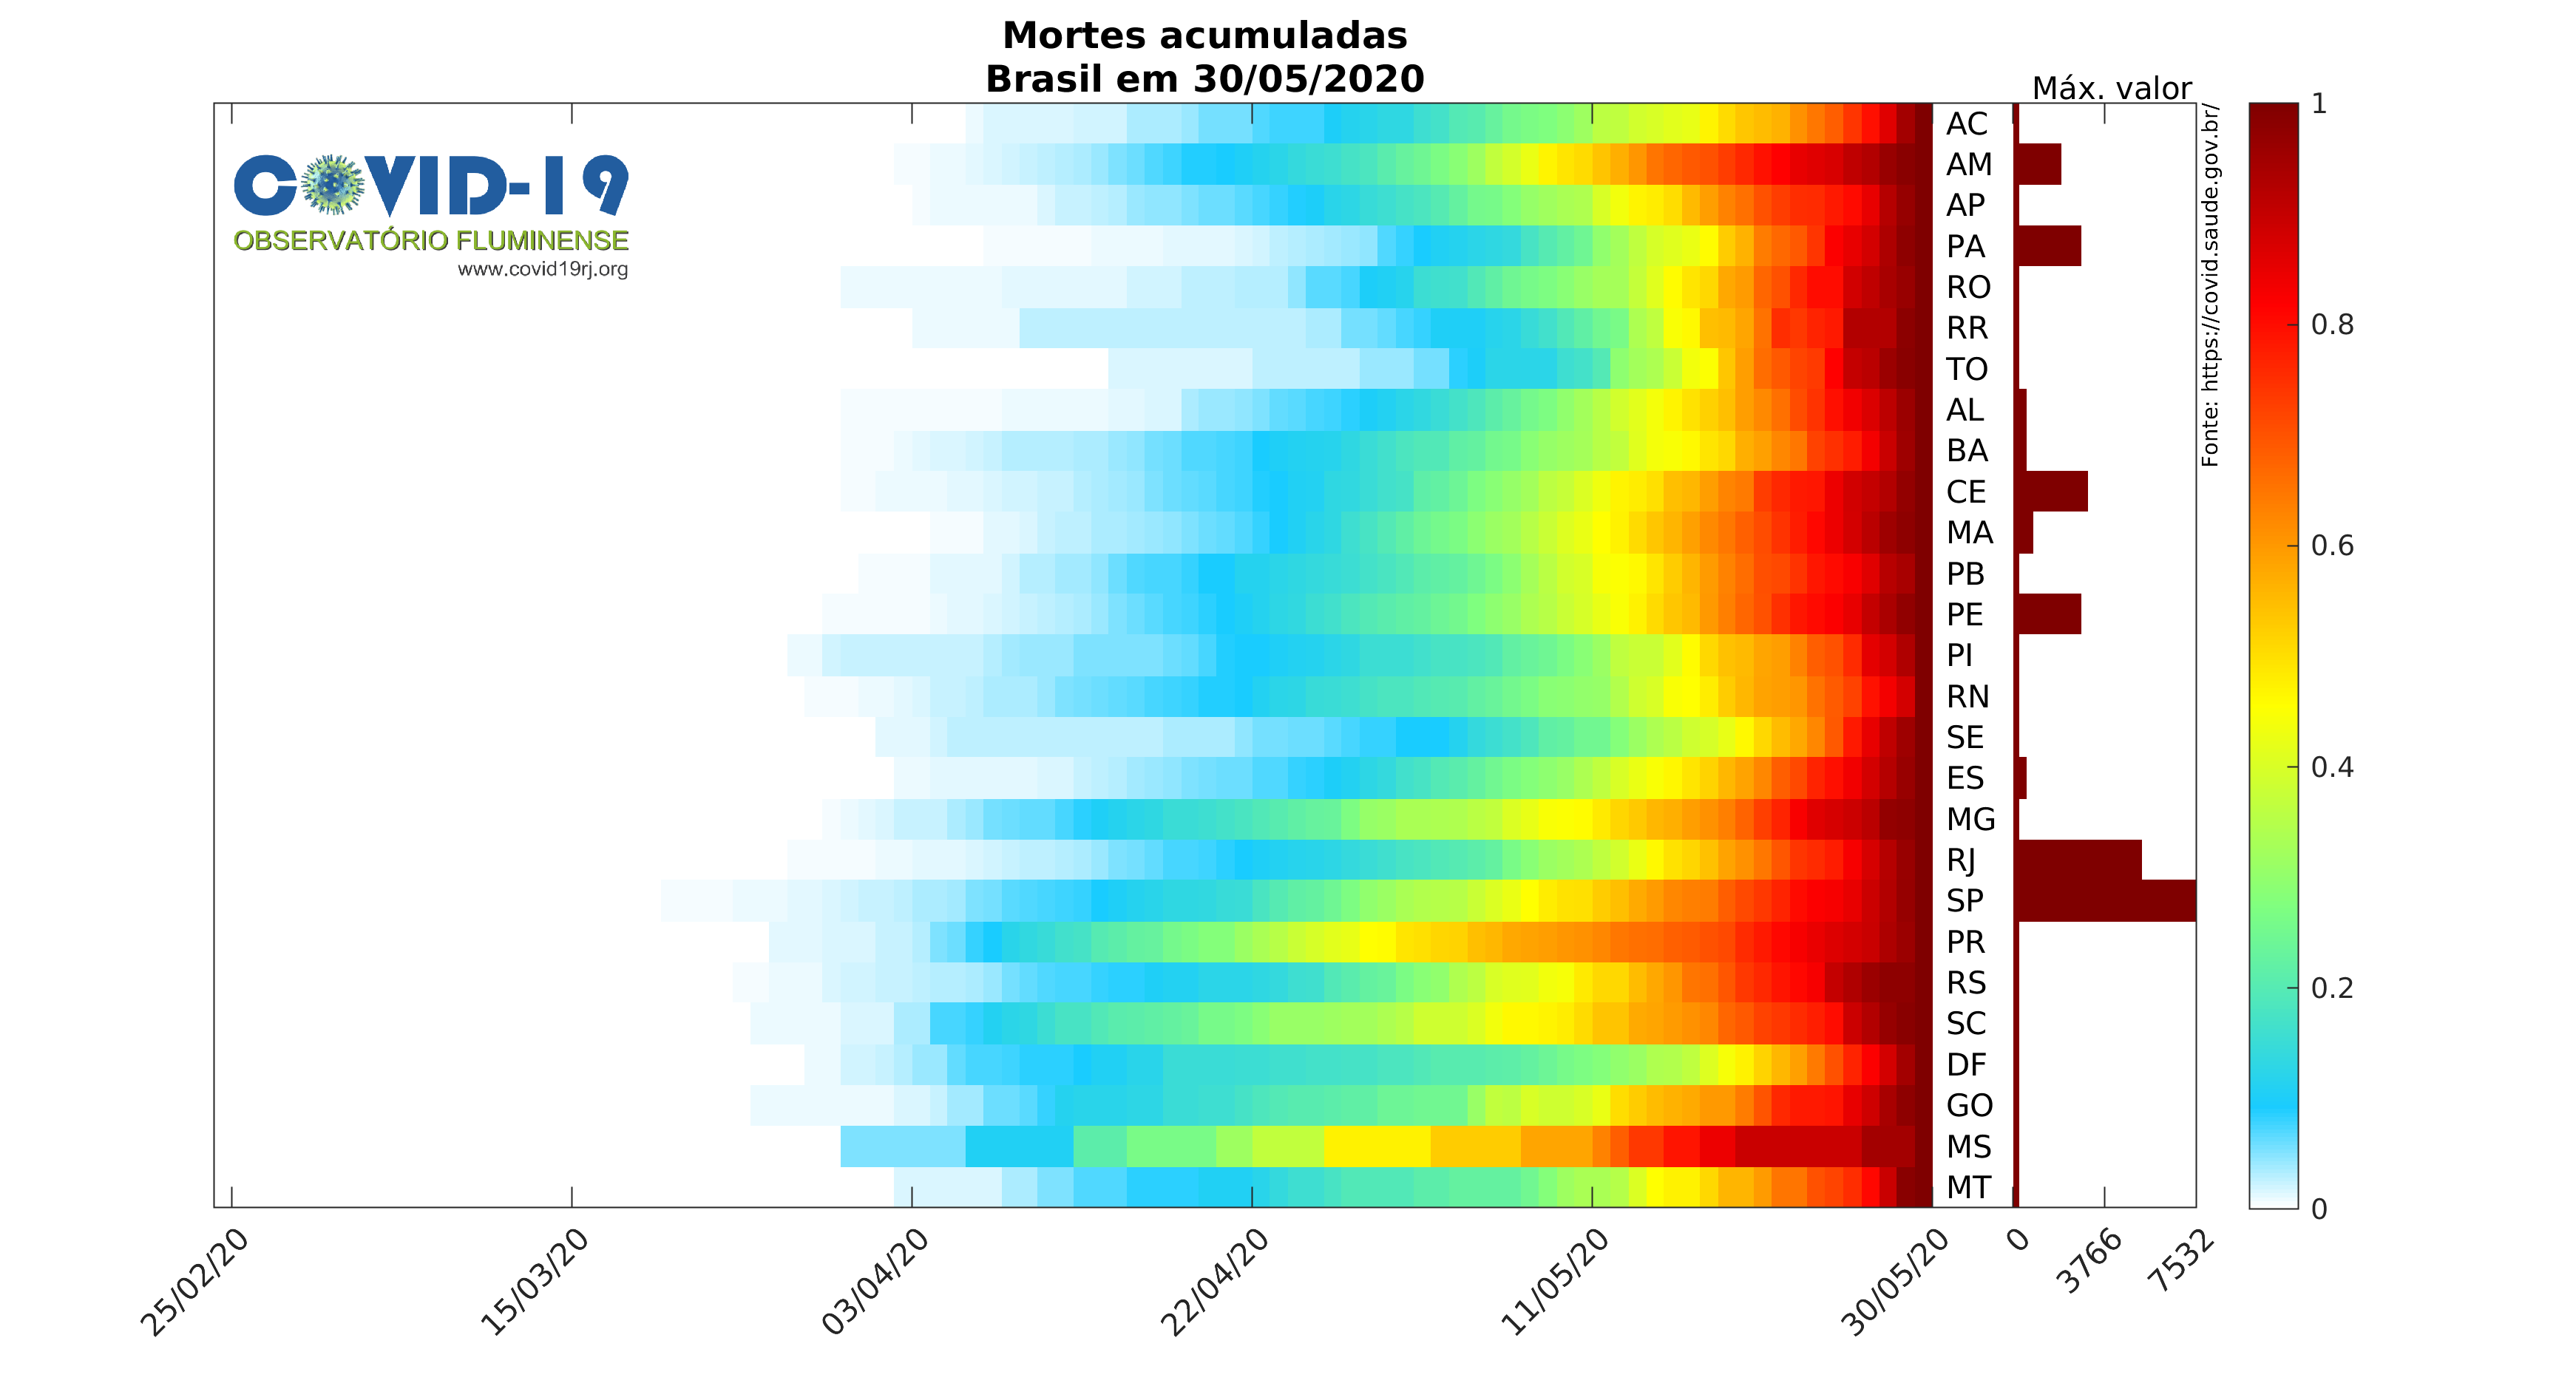 Mortes acumuladas
Brasil em 30/05/2020
Máx. valor
COVID-19
OBSERVATÓRIO FLUMINENSE
www.covid19rj.org
AC
AM
AP
PA
RO
RR
TO
AL
BA
CE
MA
PB
PE
PI
RN
SE
ES
MG
RJ
SP
PR
RS
SC
DF
GO
MS
MT
Fonte: https://covid.saude.gov.br/
1
0.8
0.6
0.4
0.2
0
25/02/20
15/03/20
03/04/20
22/04/20
11/05/20
30/05/20
0
3766
7532